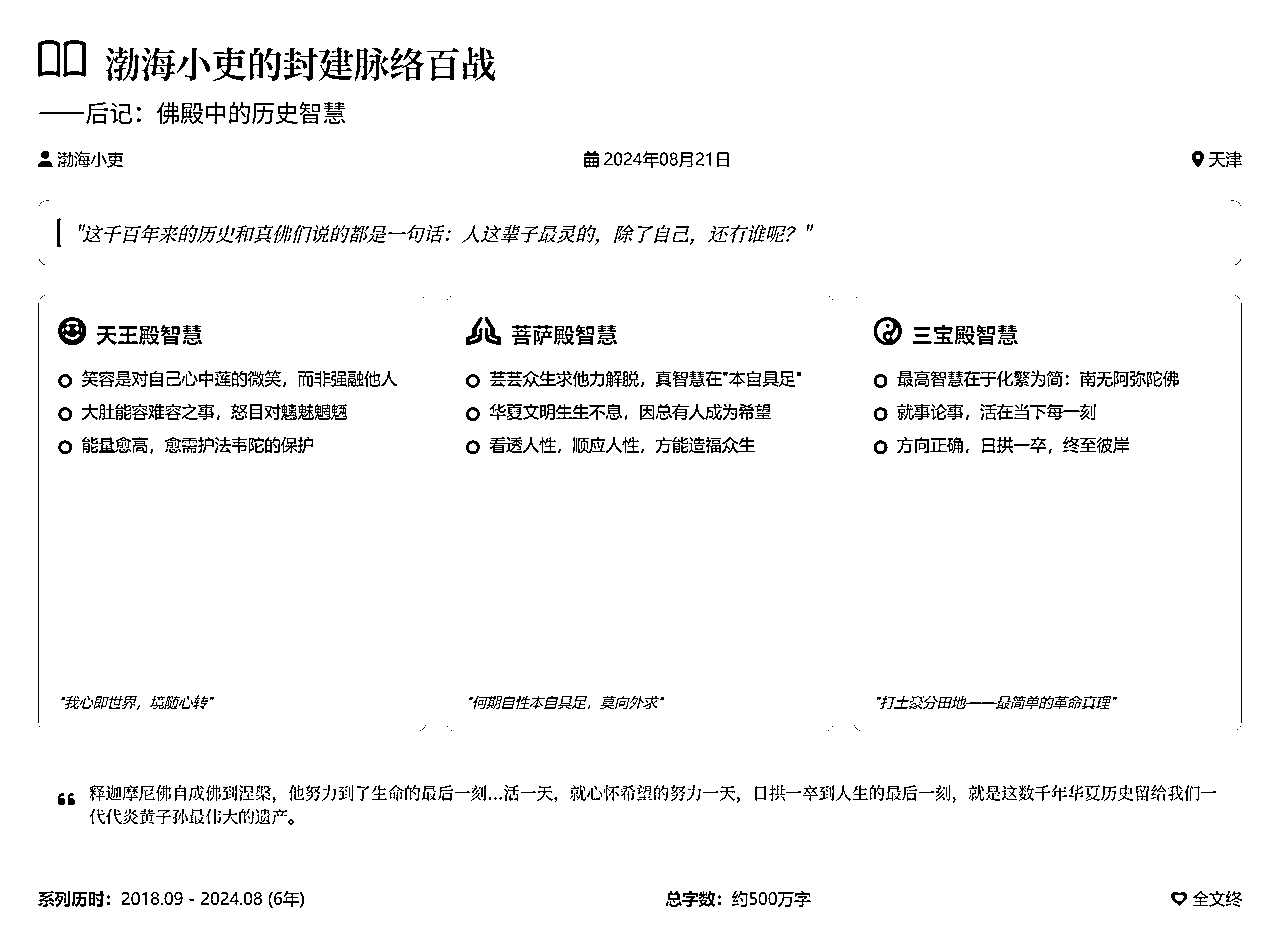 渤海小吏的封建脉络百战
——后记：佛殿中的历史智慧
渤海小吏
2024年08月21日
天津
"这千百年来的历史和真佛们说的都是一句话：人这辈子最灵的，除了自己，还有谁呢？"
天王殿智慧
笑容是对自己心中莲的微笑，而非强融他人
大肚能容难容之事，怒目对魑魅魍魉
能量愈高，愈需护法韦陀的保护
"我心即世界，境随心转"
菩萨殿智慧
芸芸众生求他力解脱，真智慧在"本自具足"
华夏文明生生不息，因总有人成为希望
看透人性，顺应人性，方能造福众生
"何期自性本自具足，莫向外求"
三宝殿智慧
最高智慧在于化繁为简：南无阿弥陀佛
就事论事，活在当下每一刻
方向正确，日拱一卒，终至彼岸
"打土豪分田地——最简单的革命真理"
释迦摩尼佛自成佛到涅槃，他努力到了生命的最后一刻...活一天，就心怀希望的努力一天，日拱一卒到人生的最后一刻，就是这数千年华夏历史留给我们一
代代炎黄子孙最伟大的遗产。
系列历时：2018.09 - 2024.08 (6年)
总字数：约500万字
全文终